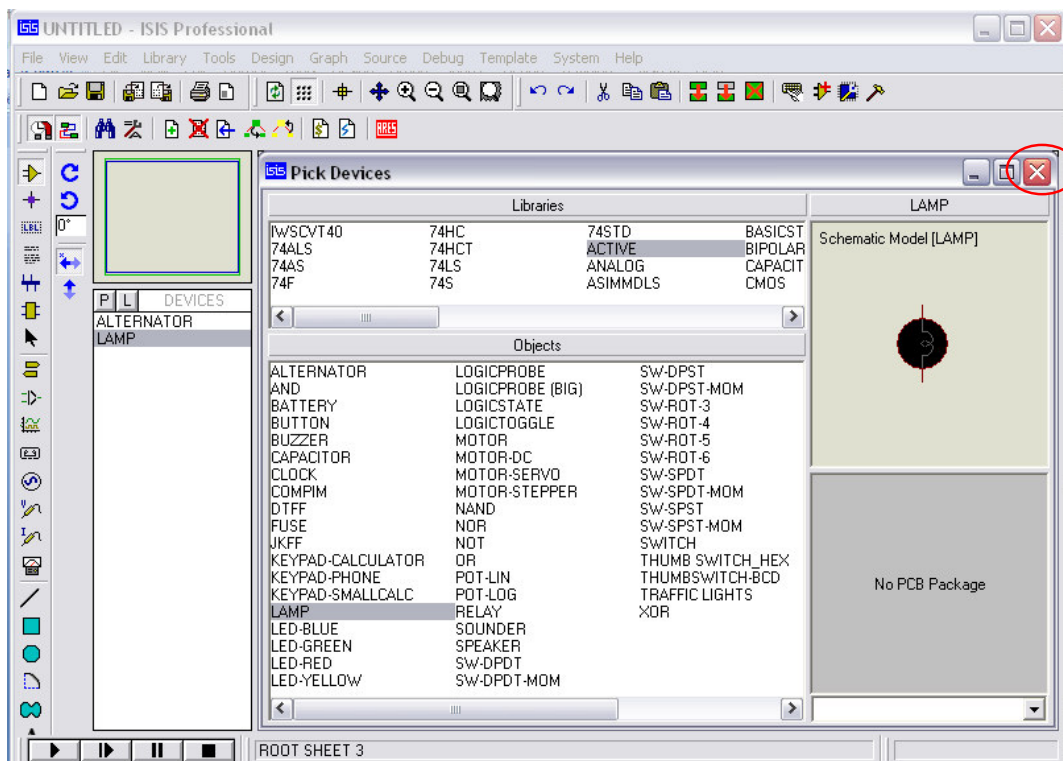 isis UNTITLED - ISIS Professional
File View Edit Library Tools Design Graph Source Debug Template System Help
ARES
isis Pick Devices
LBL
0°
P L DEVICES
ALTERNATOR
LAMP
Libraries
IWSCVT40 74HC 74STD BASICST
74ALS 74HCT ACTIVE BIPOLAR
74AS 74LS ANALOG CAPACIT
74F 74S ASIMMDLS CMOS
Objects
ALTERNATOR LOGICPROBE SW-DPST
AND LOGICPROBE (BIG) SW-DPST-MOM
BATTERY LOGICSTATE SW-ROT-3
BUTTON LOGICTOGGLE SW-ROT-4
BUZZER MOTOR SW-ROT-5
CAPACITOR MOTOR-DC SW-ROT-6
CLOCK MOTOR-SERVO SW-SPDT
COMPIM MOTOR-STEPPER SW-SPDT-MOM
DTFF NAND SW-SPST
FUSE NOR SW-SPST-MOM
JKFF NOT SWITCH
KEYPAD-CALCULATOR OR THUMB SWITCH_HEX
KEYPAD-PHONE POT-LIN THUMBSWITCH-BCD
KEYPAD-SMALLCALC POT-LOG TRAFFIC LIGHTS
LAMP RELAY XOR
LED-BLUE SOUNDER
LED-GREEN SPEAKER
LED-RED SW-DPDT
LED-YELLOW SW-DPDT-MOM
LAMP
Schematic Model [LAMP]
No PCB Package
ROOT SHEET 3